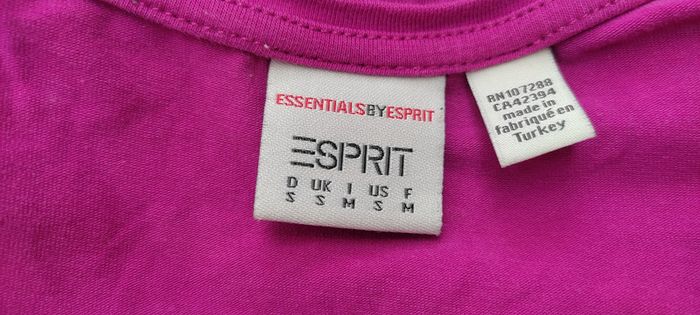 ESSENTIALSBYESPRIT
ESPRIT
D UK I US F
S S M S M
RN107288
CA42394
made in
fabriqué en
Turkey